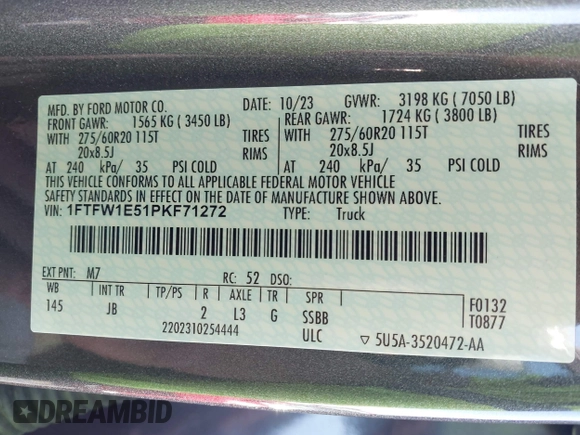 MFD. BY FORD MOTOR CO. DATE: 10/23 GVWR: 3198 KG ( 7050 LB)
FRONT GAWR: 1565 KG ( 3450 LB) REAR GAWR: 1724 KG ( 3800 LB)
WITH 275/60R20 115T TIRES WITH 275/60R20 115T TIRES
20x8.5J RIMS 20x8.5J RIMS
AT 240 kPa/ 35 PSI COLD AT 240 kPa/ 35 PSI COLD
THIS VEHICLE CONFORMS TO ALL APPLICABLE FEDERAL MOTOR VEHICLE
SAFETY STANDARDS IN EFFECT ON THE DATE OF MANUFACTURE SHOWN ABOVE.
VIN: 1FTFW1E51PKF71272 TYPE: Truck
EXT PNT: M7 RC: 52 DSO:
WB INT TR TP/PS R AXLE TR SPR F0132
145 JB 2 L3 G SSBB T0877
2202310254444 ULC ▽ 5U5A-3520472-AA
DREAMBID